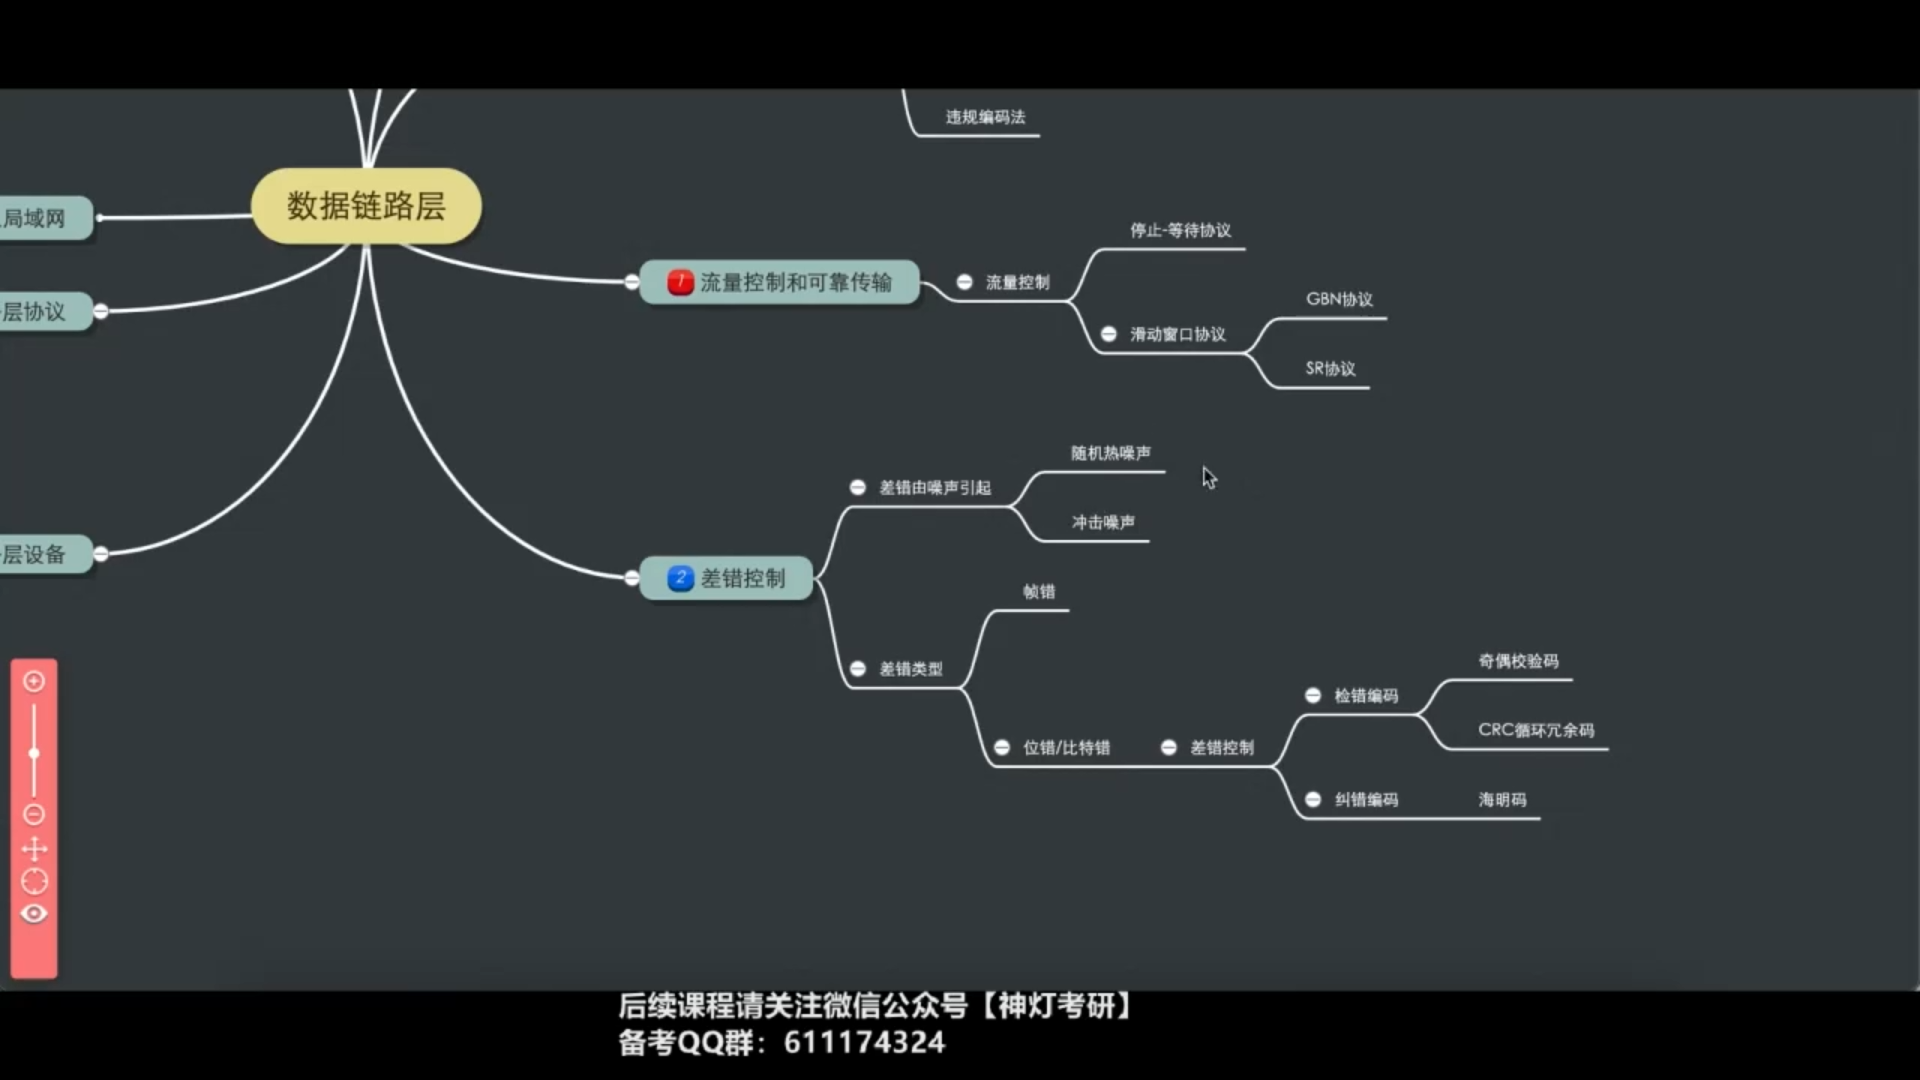 违规编码法
数据链路层
局域网
层协议
层设备
1 流量控制和可靠传输
流量控制
停止-等待协议
滑动窗口协议
GBN协议
SR协议
2 差错控制
差错由噪声引起
随机热噪声
冲击噪声
差错类型
帧错
位错/比特错
差错控制
检错编码
奇偶校验码
CRC循环冗余码
纠错编码
海明码
后续课程请关注微信公众号【神灯考研】
备考QQ群：611174324